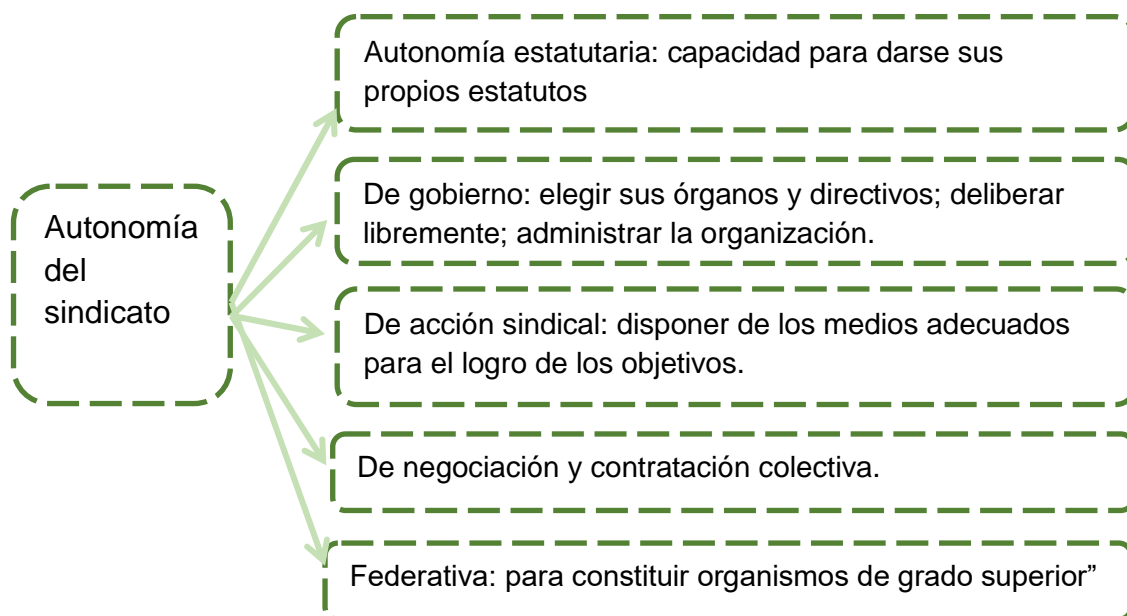 Autonomía
del
sindicato
Autonomía estatutaria: capacidad para darse sus
propios estatutos
De gobierno: elegir sus órganos y directivos; deliberar
libremente; administrar la organización.
De acción sindical: disponer de los medios adecuados
para el logro de los objetivos.
De negociación y contratación colectiva.
Federativa: para constituir organismos de grado superior”